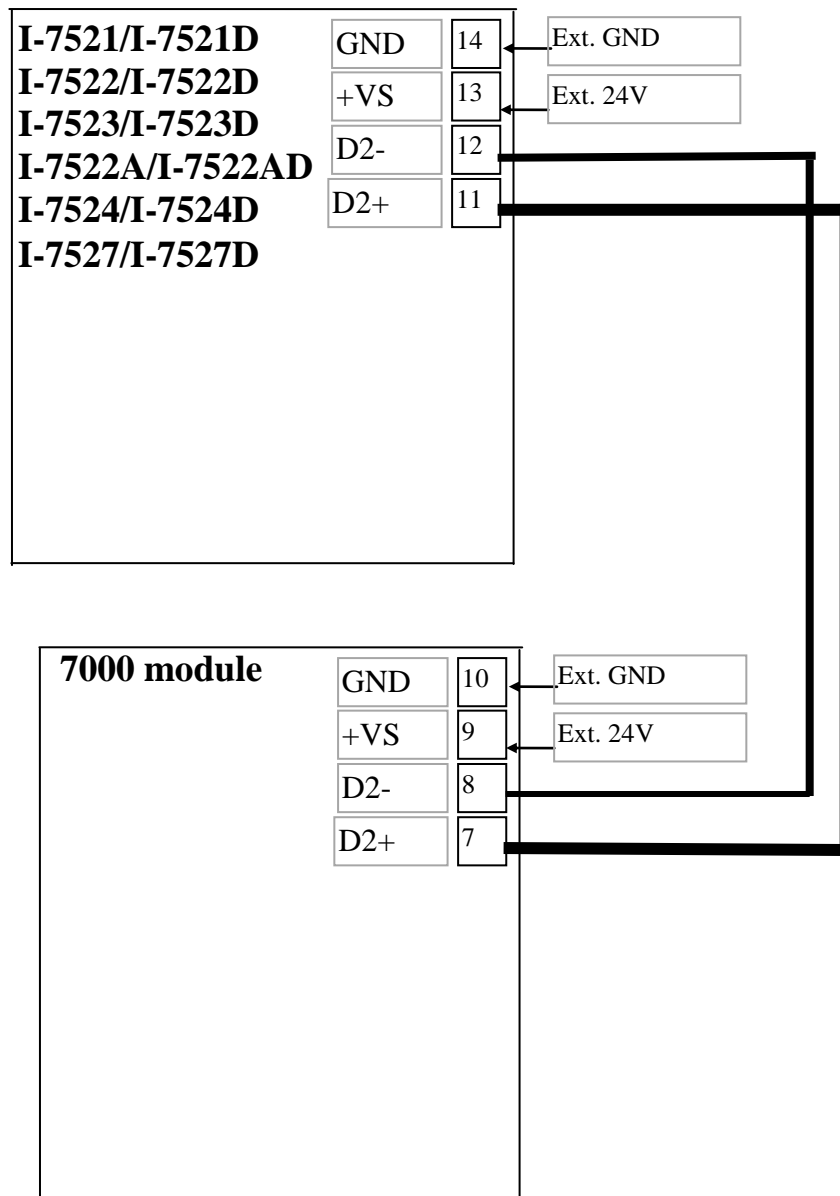 I-7521/I-7521D
I-7522/I-7522D
I-7523/I-7523D
I-7522A/I-7522AD
I-7524/I-7524D
I-7527/I-7527D
GND 14 Ext. GND
+VS 13 Ext. 24V
D2- 12
D2+ 11
7000 module
GND 10 Ext. GND
+VS 9 Ext. 24V
D2- 8
D2+ 7